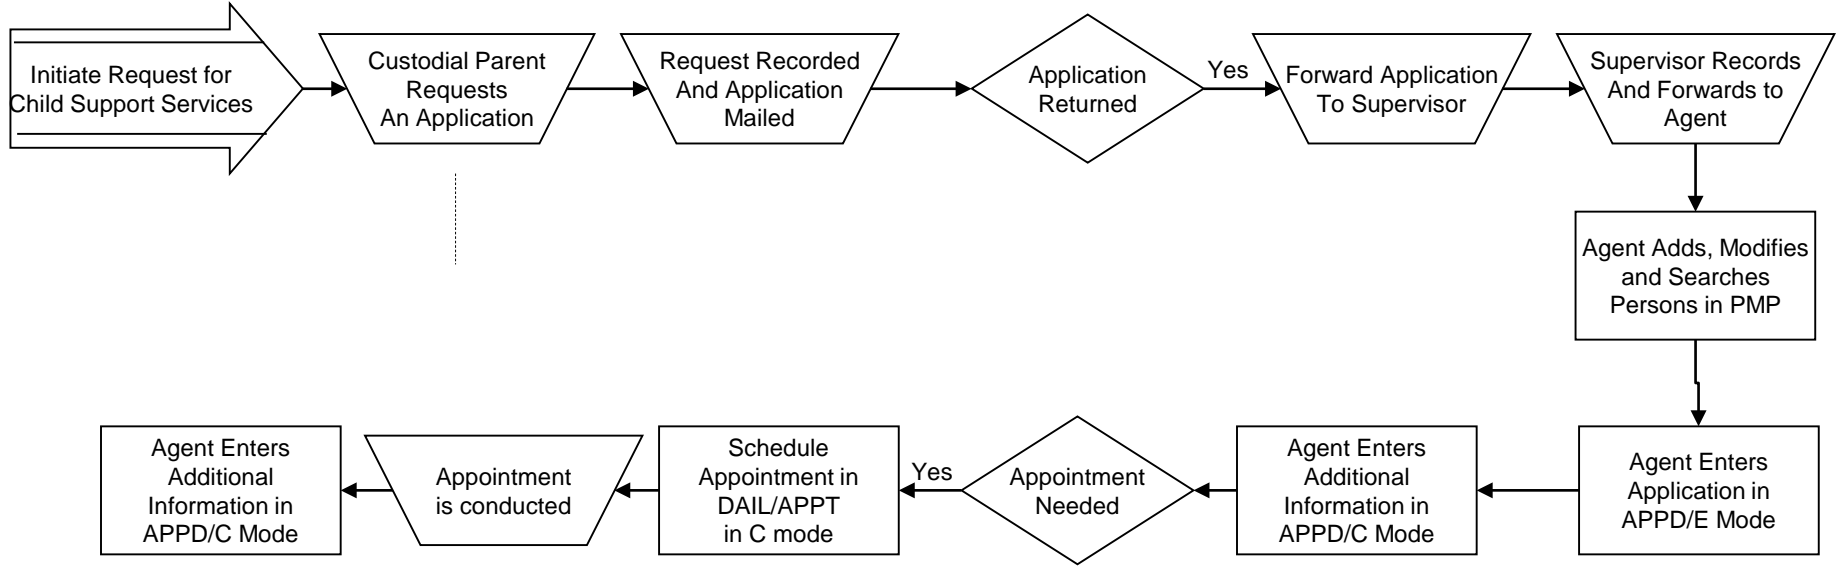 Initiate Request for
Child Support Services
Custodial Parent
Requests
An Application
Request Recorded
And Application
Mailed
Application
Returned
Yes
Forward Application
To Supervisor
Supervisor Records
And Forwards to
Agent
Agent Adds, Modifies
and Searches
Persons in PMP
Agent Enters
Application in
APPD/E Mode
Agent Enters
Additional
Information in
APPD/C Mode
Appointment
Needed
Yes
Schedule
Appointment in
DAIL/APPT
in C mode
Appointment
is conducted
Agent Enters
Additional
Information in
APPD/C Mode